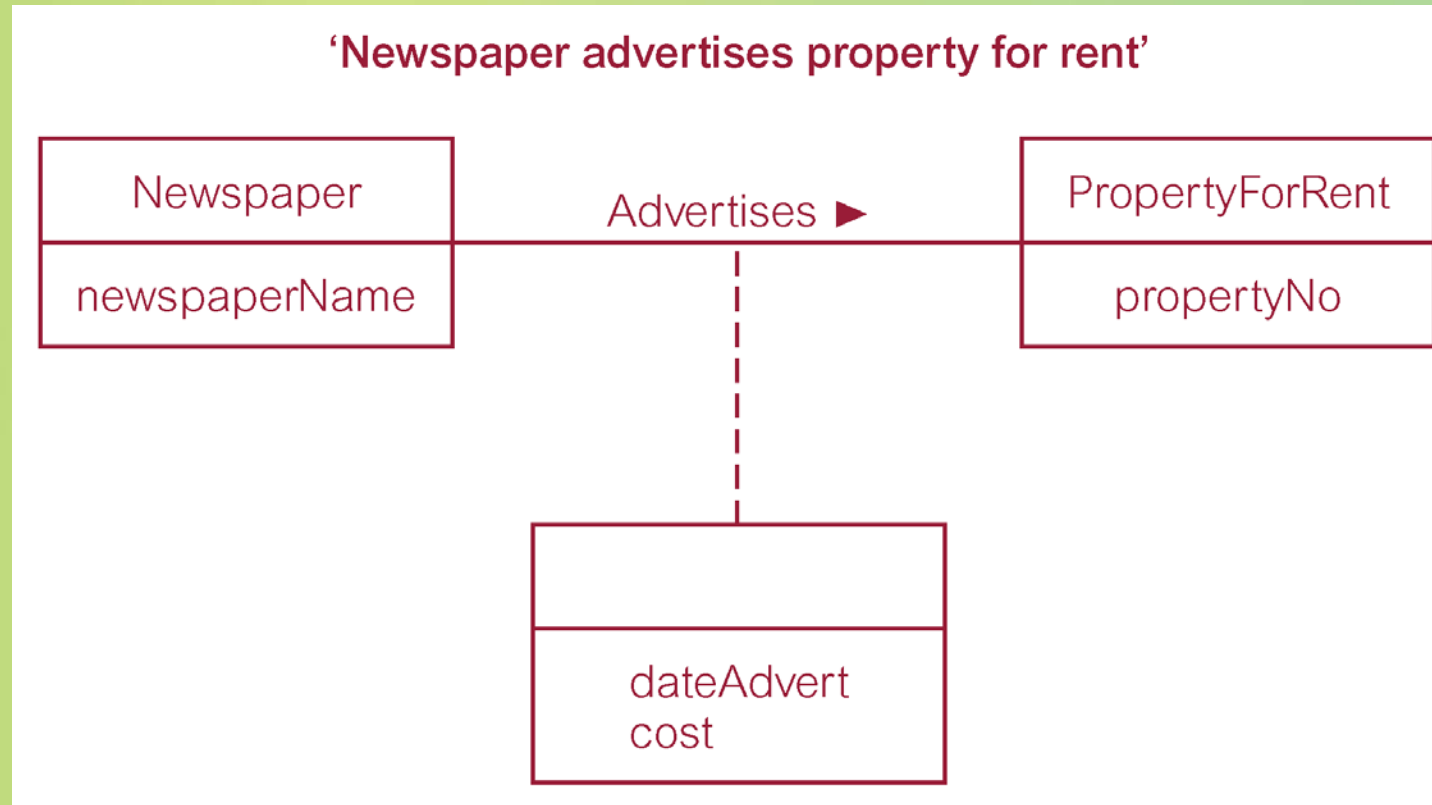 ‘Newspaper advertises property for rent’
Newspaper
Advertises ►
PropertyForRent
newspaperName
propertyNo
dateAdvert
cost